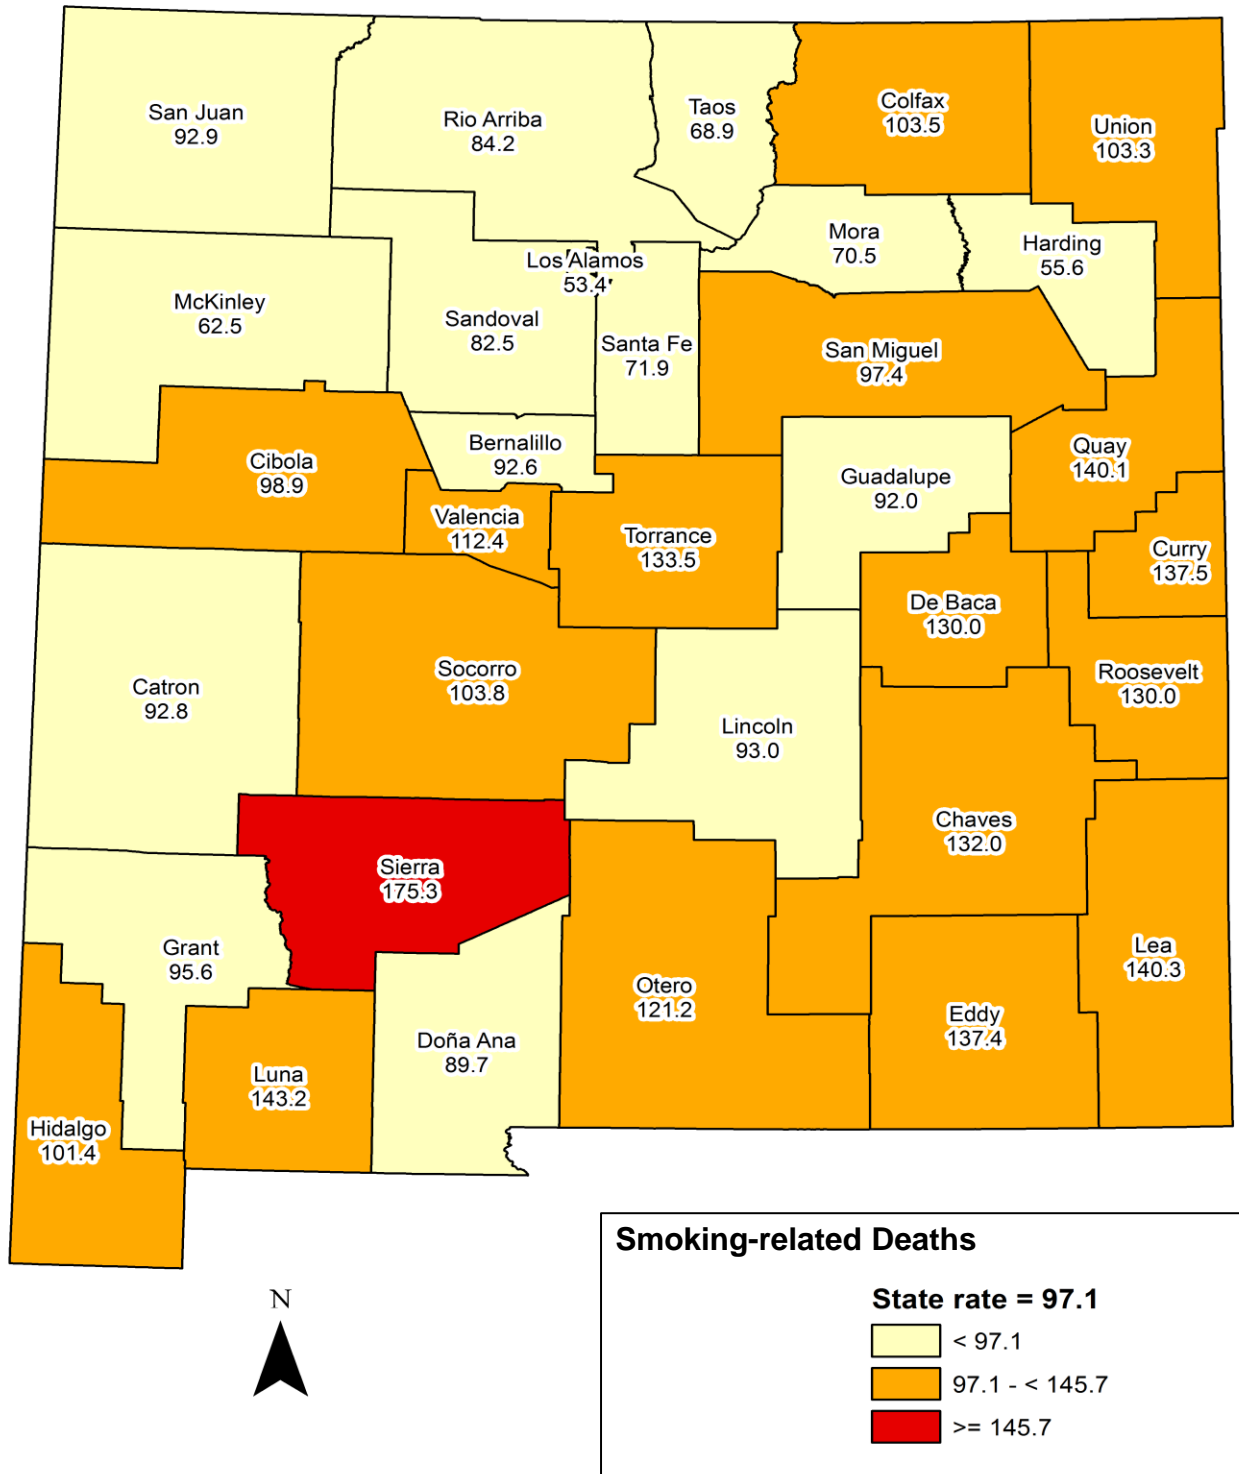 San Juan
92.9
Rio Arriba
84.2
Taos
68.9
Colfax
103.5
Union
103.3
Mora
70.5
Harding
55.6
Los Alamos
53.4
McKinley
62.5
Sandoval
82.5
Santa Fe
71.9
San Miguel
97.4
Cibola
98.9
Bernalillo
92.6
Quay
140.1
Guadalupe
92.0
Valencia
112.4
Torrance
133.5
Curry
137.5
De Baca
130.0
Socorro
103.8
Roosevelt
130.0
Catron
92.8
Lincoln
93.0
Chaves
132.0
Sierra
175.3
Grant
95.6
Lea
140.3
Otero
121.2
Eddy
137.4
Doña Ana
89.7
Luna
143.2
Hidalgo
101.4
Smoking-related Deaths
N
State rate = 97.1
< 97.1
97.1 - < 145.7
>= 145.7